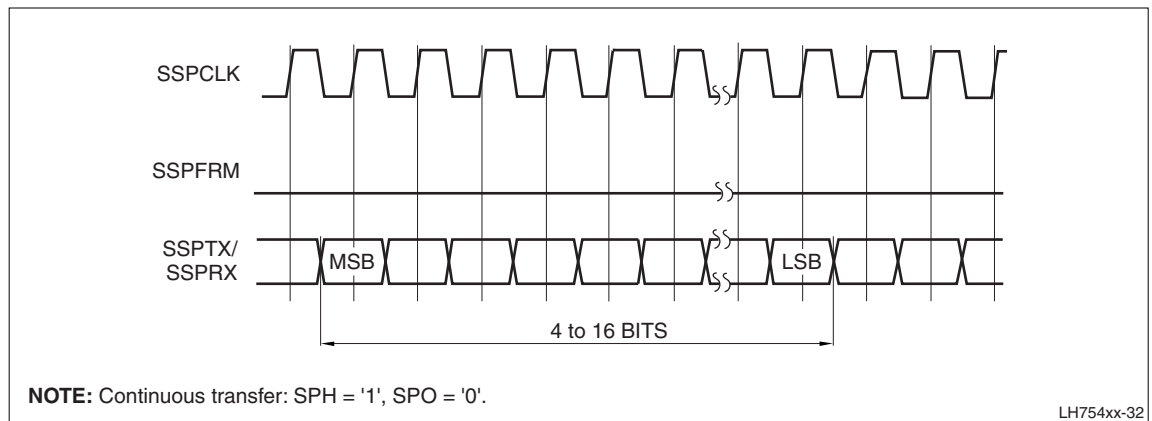 SSPCLK
SSPFRM
SSPTX/
SSPRX
MSB
LSB
4 to 16 BITS
NOTE: Continuous transfer: SPH = '1', SPO = '0'.
LH754xx-32